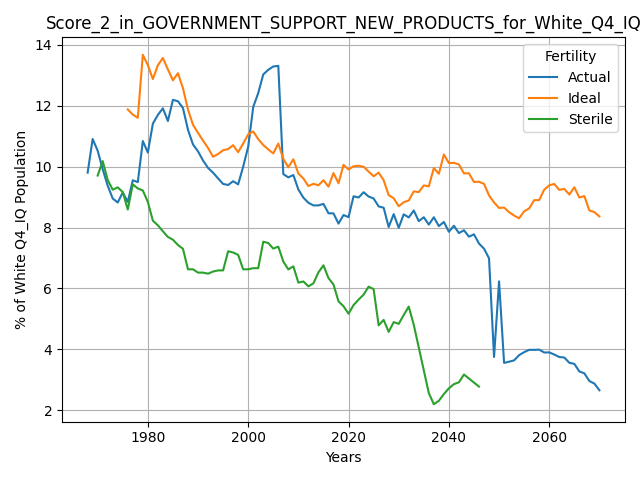 Score_2_in_GOVERNMENT_SUPPORT_NEW_PRODUCTS_for_White_Q4_IQ
% of White Q4_IQ Population
14
12
10
8
6
4
2
Fertility
Actual
Ideal
Sterile
1980
2000
2020
2040
2060
Years